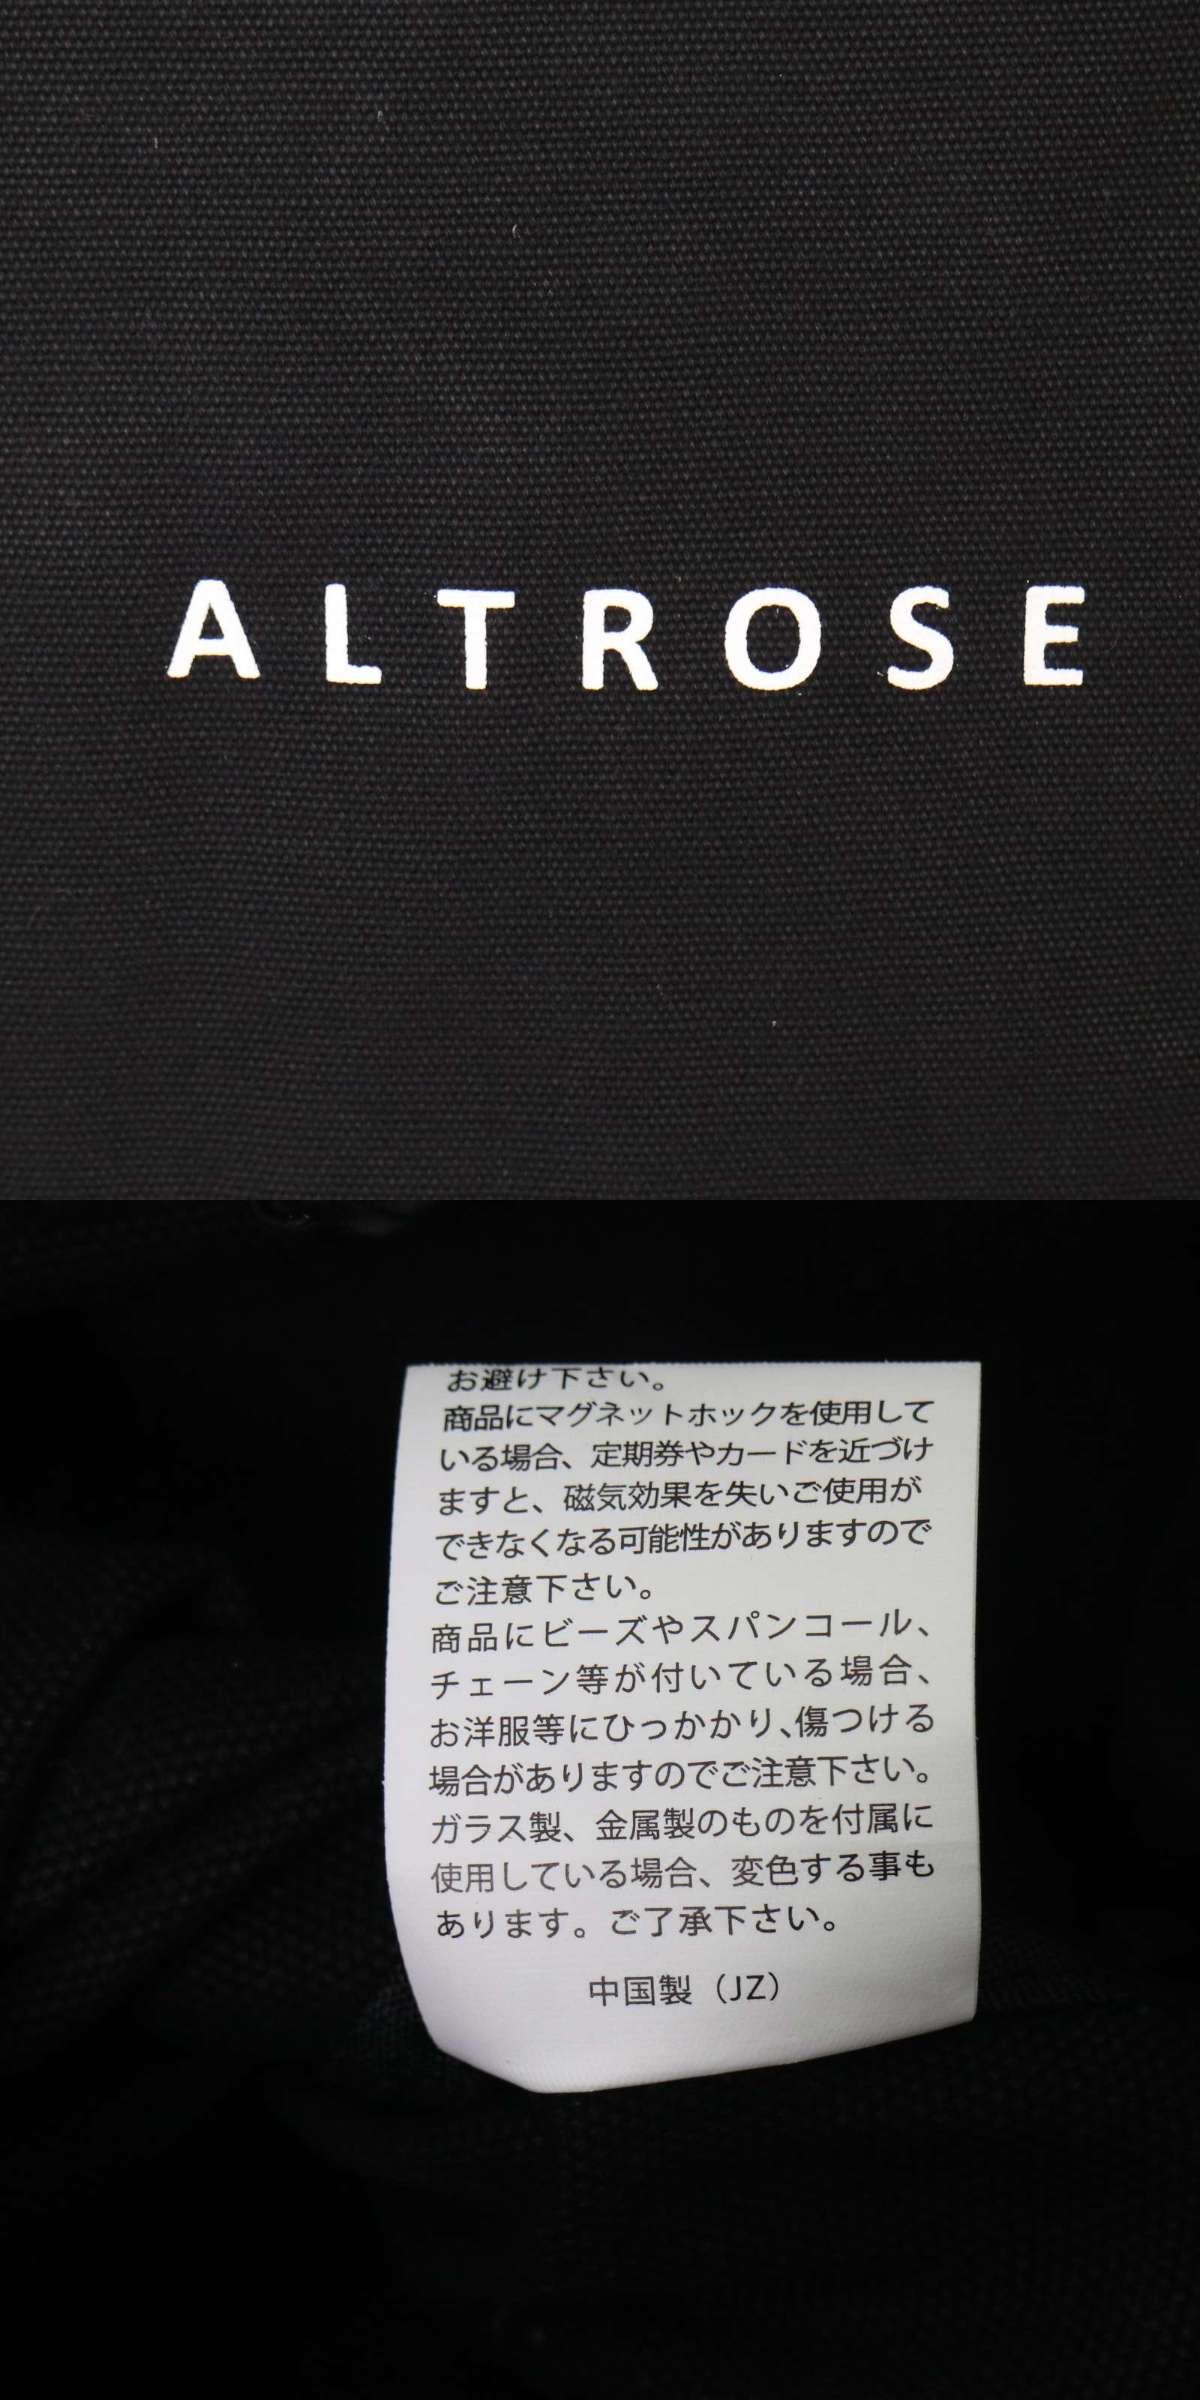 ALTROSE
お避け下さい。
商品にマグネットホックを使用して
いる場合、定期券やカードを近づけ
ますと、磁気効果を失いご使用が
できなくなる可能性がありますので
ご注意下さい。
商品にビーズやスパンコール、
チェーン等が付いている場合、
お洋服等にひっかかり、傷つける
場合がありますのでご注意下さい。
ガラス製、金属製のものを付属に
使用している場合、変色する事も
あります。ご了承下さい。
中国製（JZ）